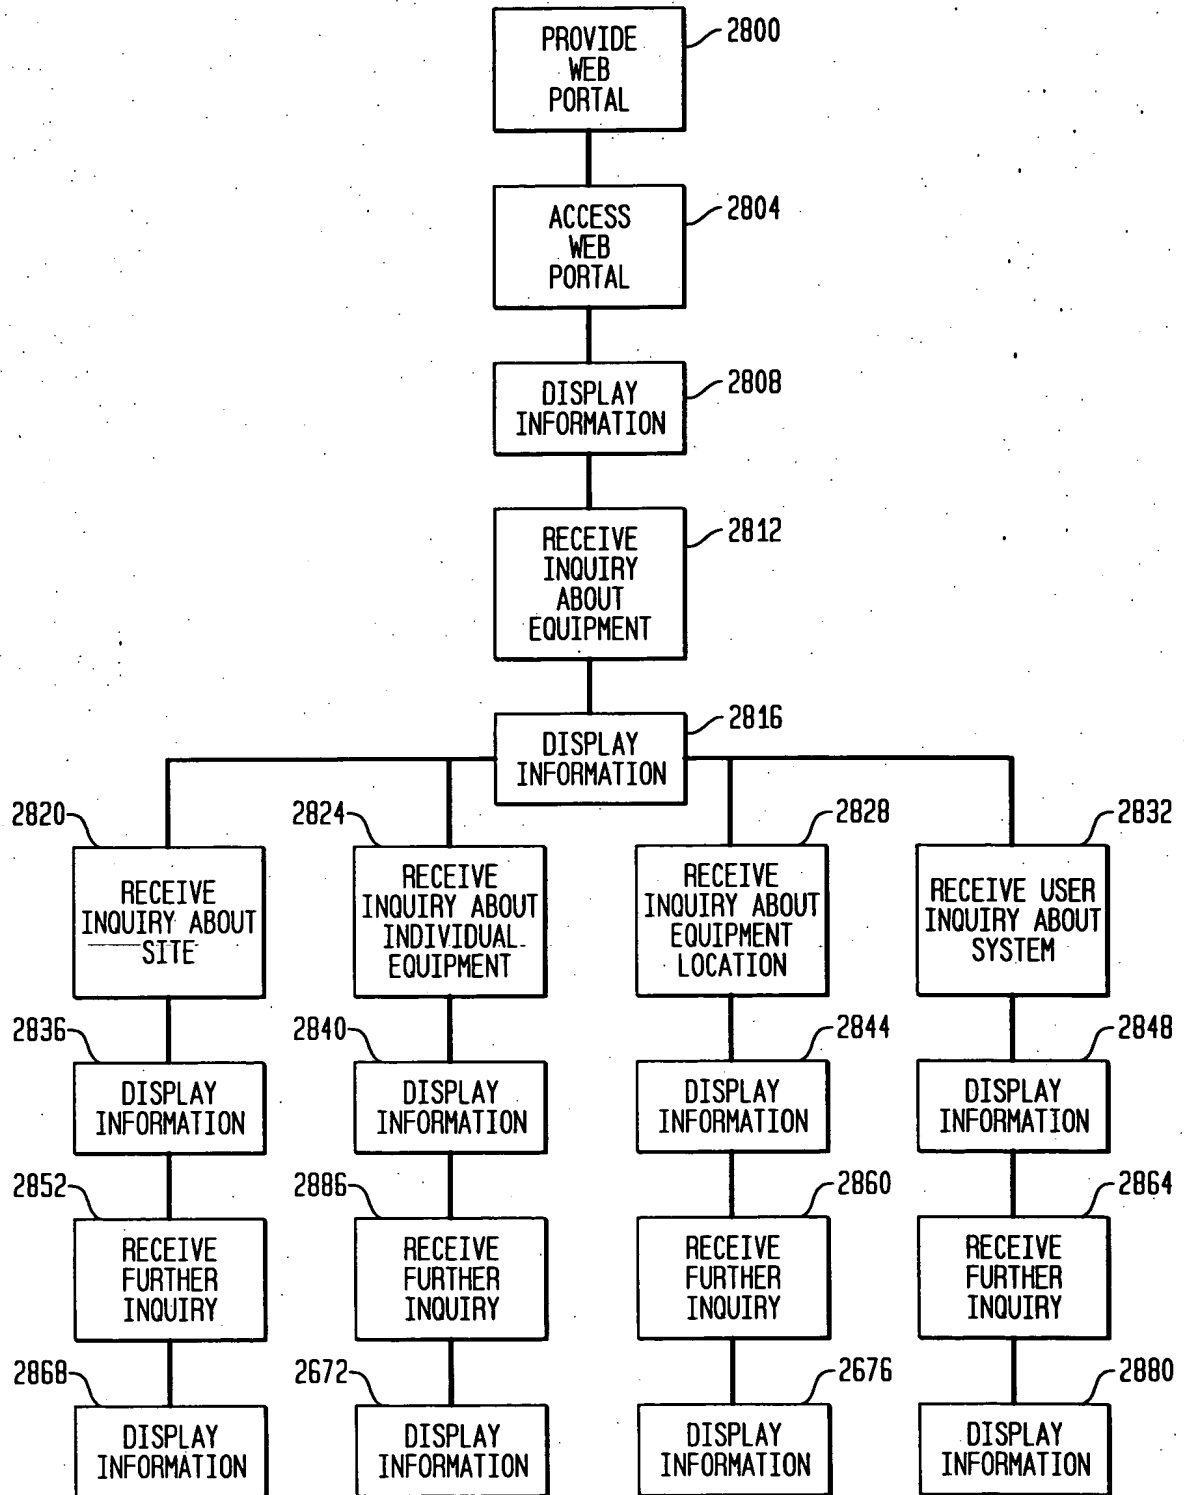 PROVIDE
WEB
PORTAL
2800
ACCESS
WEB
PORTAL
2804
DISPLAY
INFORMATION
2808
RECEIVE
INQUIRY
ABOUT
EQUIPMENT
2812
DISPLAY
INFORMATION
2816
2820
RECEIVE
INQUIRY ABOUT
SITE
2824
RECEIVE
INQUIRY ABOUT
INDIVIDUAL
EQUIPMENT
2828
RECEIVE
INQUIRY ABOUT
EQUIPMENT
LOCATION
2832
RECEIVE USER
INQUIRY ABOUT
SYSTEM
2836
DISPLAY
INFORMATION
2840
DISPLAY
INFORMATION
2844
DISPLAY
INFORMATION
2848
DISPLAY
INFORMATION
2852
RECEIVE
FURTHER
INQUIRY
2886
RECEIVE
FURTHER
INQUIRY
2860
RECEIVE
FURTHER
INQUIRY
2864
RECEIVE
FURTHER
INQUIRY
2868
DISPLAY
INFORMATION
2672
DISPLAY
INFORMATION
2676
DISPLAY
INFORMATION
2880
DISPLAY
INFORMATION